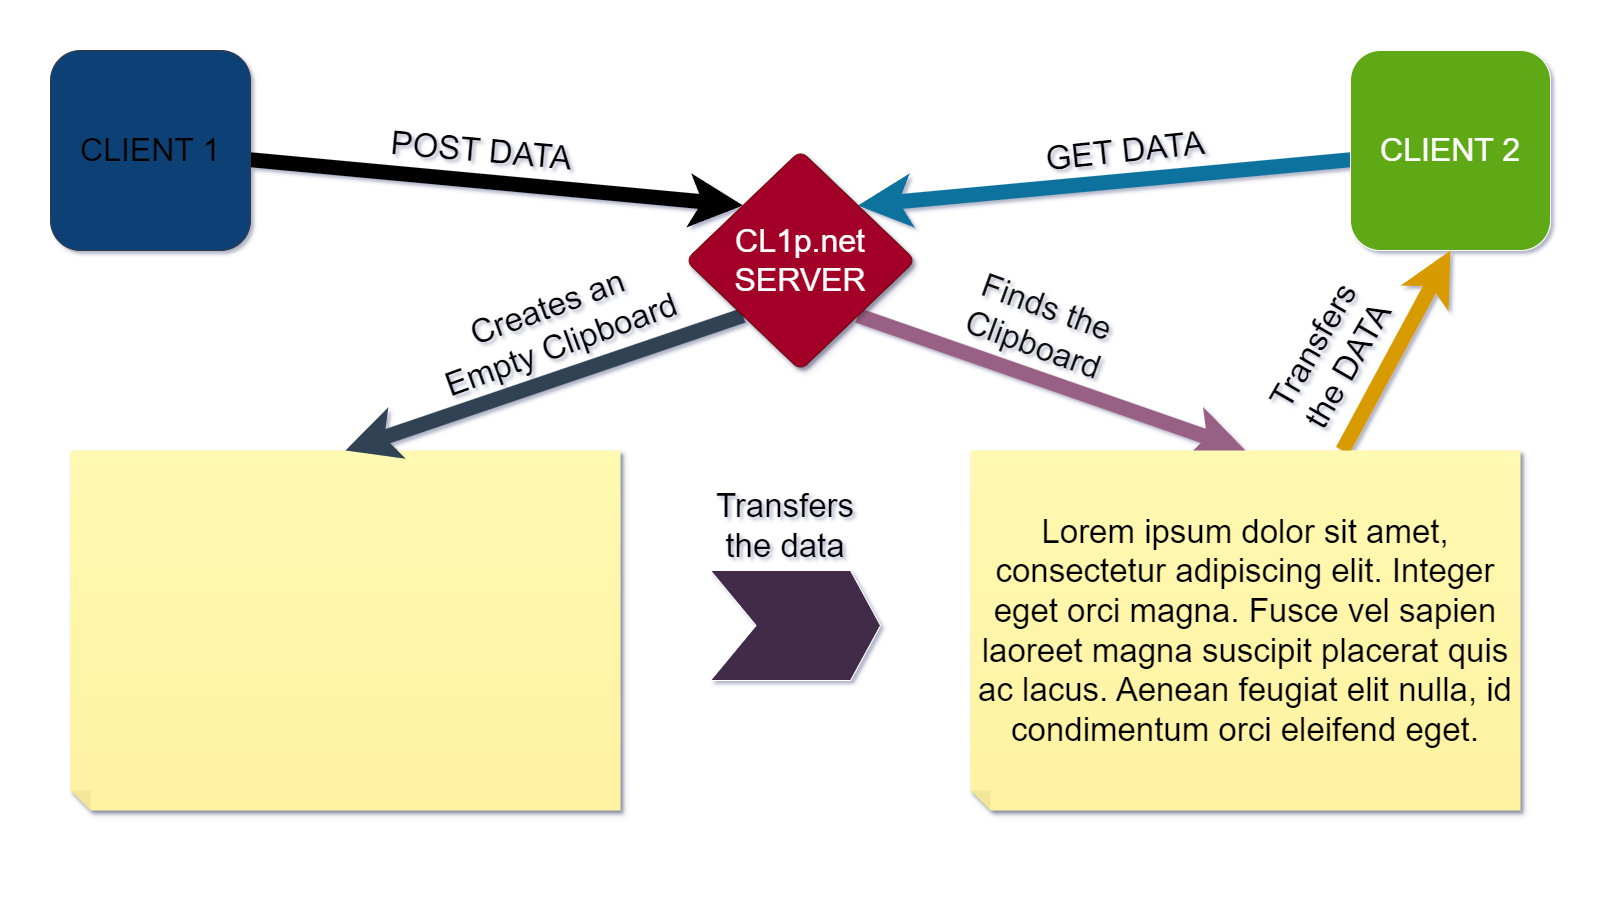 CLIENT 1
POST DATA
GET DATA
CLIENT 2
CL1p.net
SERVER
Creates an
Empty Clipboard
Finds the
Clipboard
Transfers
the DATA
Transfers
the data
Lorem ipsum dolor sit amet,
consectetur adipiscing elit. Integer
eget orci magna. Fusce vel sapien
laoreet magna suscipit placerat quis
ac lacus. Aenean feugiat elit nulla, id
condimentum orci eleifend eget.